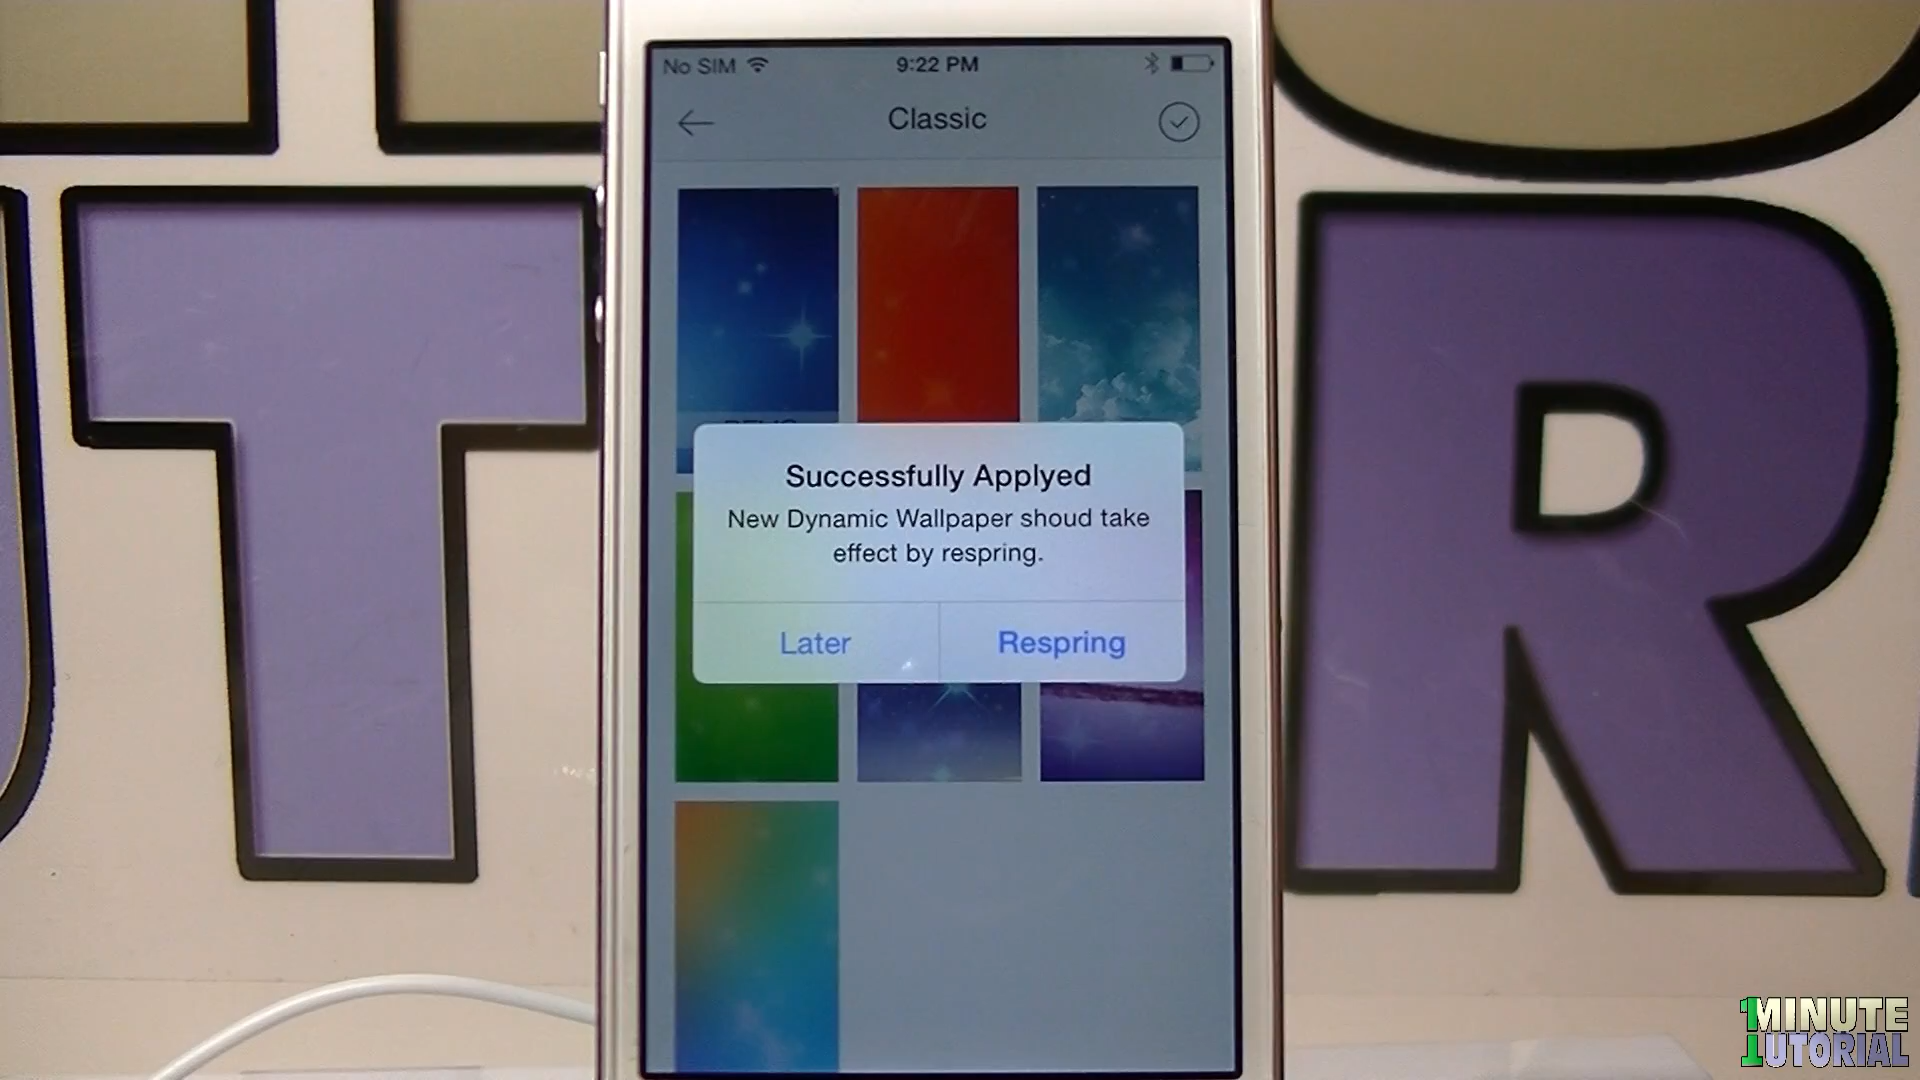 No SIM 9:22 PM
Classic
Successfully Applyed
New Dynamic Wallpaper shoud take
effect by respring.
Later Respring
T R
1MINUTE
TUTORIAL